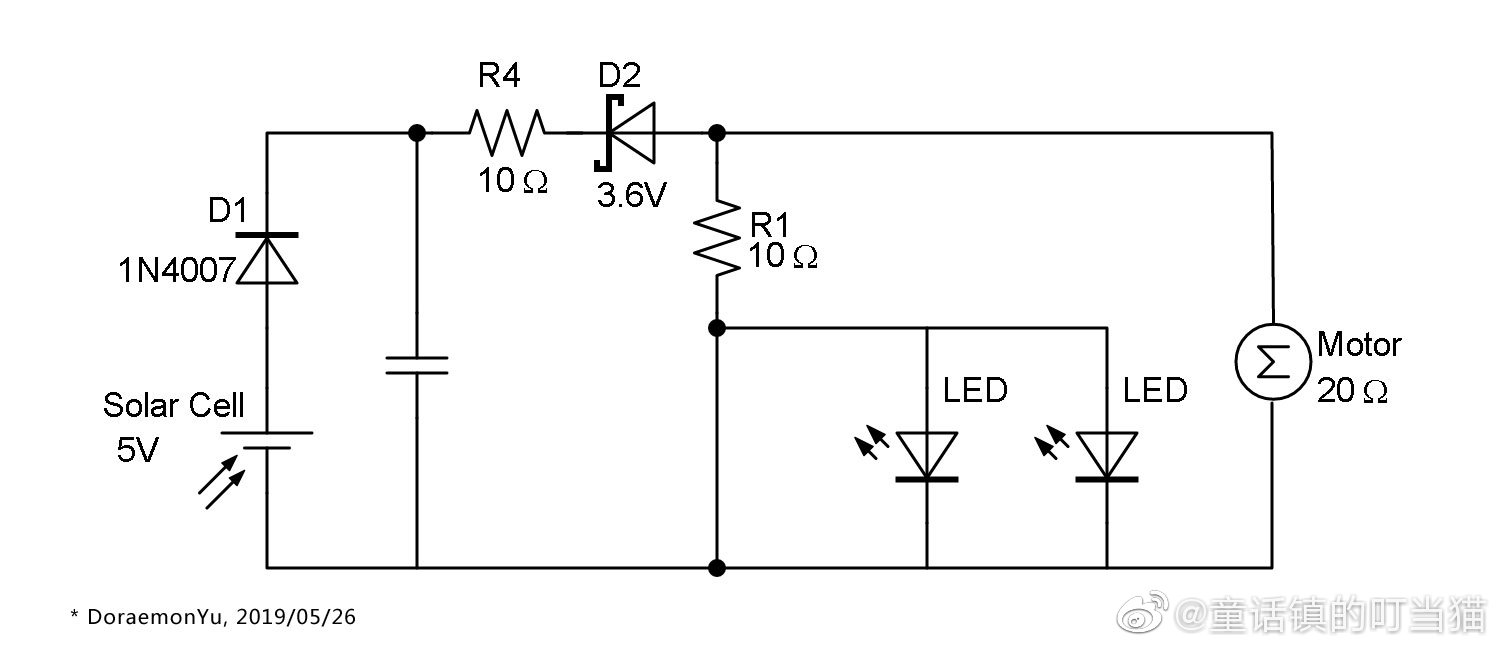 R4
D2
10 Ω
3.6V
D1
1N4007
R1
10 Ω
Solar Cell
5V
LED
LED
Σ
Motor
20 Ω
* DoraemonYu, 2019/05/26
@童话镇的叮当猫